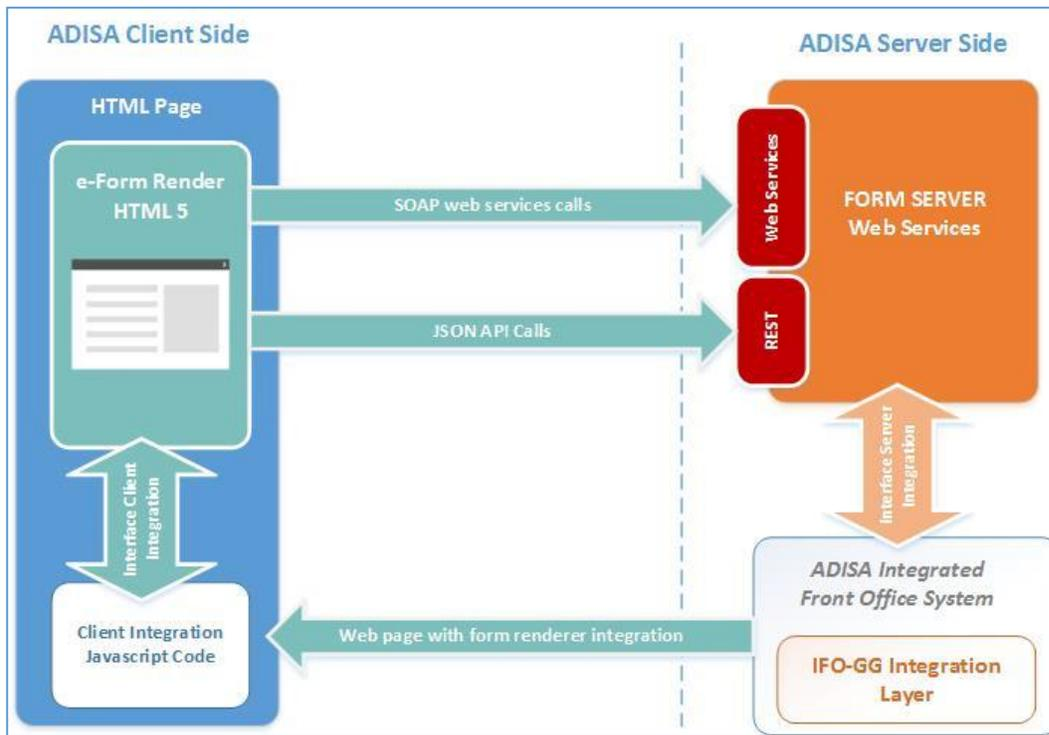 ADISA Client Side
ADISA Server Side
HTML Page
e-Form Render
HTML 5
SOAP web services calls
Web Services
FORM SERVER
Web Services
JSON API Calls
REST
Interface Client
Integration
Interface Server
Integration
Client Integration
Javascript Code
Web page with form renderer integration
ADISA Integrated
Front Office System
IFO-GG Integration
Layer